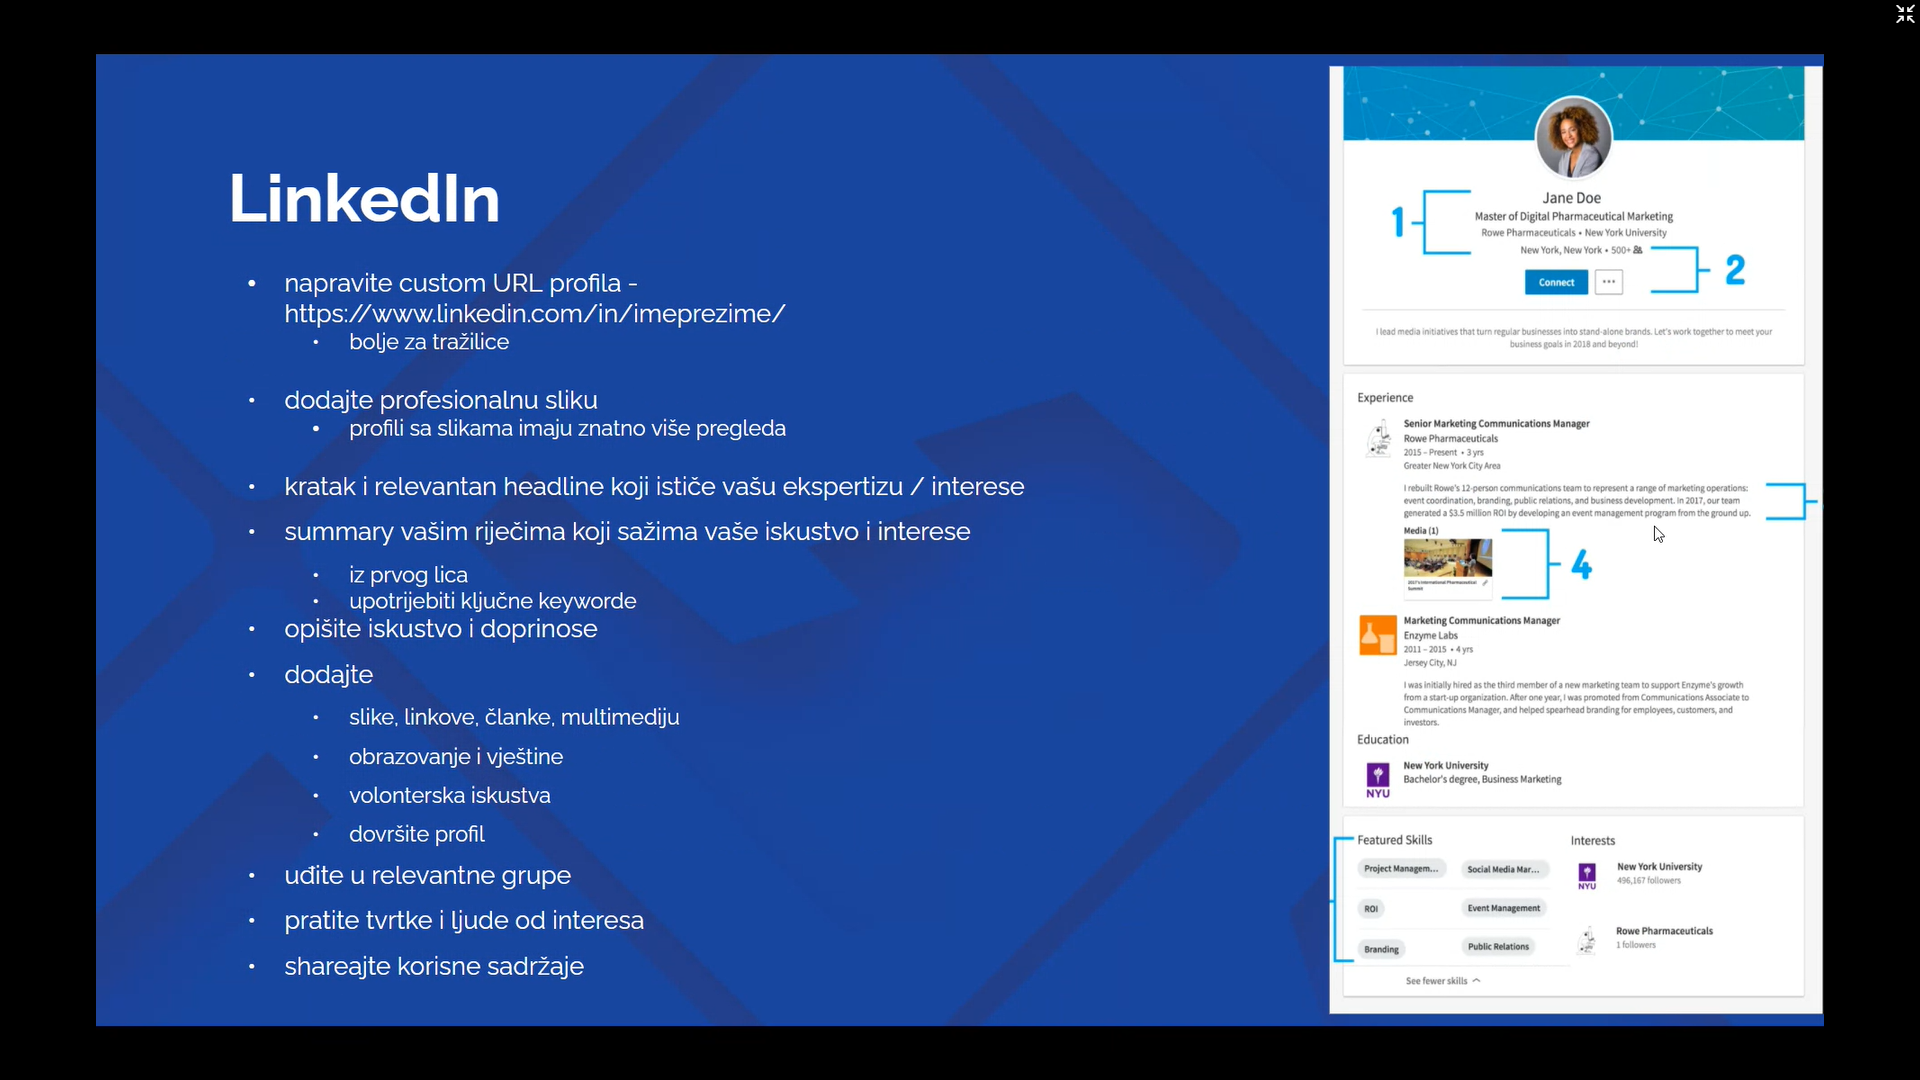 LinkedIn
• napravite custom URL profila -
https://www.linkedin.com/in/imeprezime/
• bolje za tražilice
• dodajte profesionalnu sliku
• profili sa slikama imaju znatno više pregleda
• kratak i relevantan headline koji ističe vašu ekspertizu / interese
• summary vašim riječima koji sažima vaše iskustvo i interese
• iz prvog lica
• upotrijebiti ključne keyworde
• opišite iskustvo i doprinose
• dodajte
• slike, linkove, članke, multimediju
• obrazovanje i vještine
• volonterska iskustva
• dovršite profil
• uđite u relevantne grupe
• pratite tvrtke i ljude od interesa
• shareajte korisne sadržaje
Jane Doe
1
Master of Digital Pharmaceutical Marketing
Rowe Pharmaceuticals • New York University
New York, New York • 500+
2
Connect
I lead media initiatives that turn regular businesses into stand-alone brands. Let's work together to meet your
business goals in 2018 and beyond!
Experience
Senior Marketing Communications Manager
Rowe Pharmaceuticals
2015 – Present • 3 yrs
Greater New York City Area
I rebuilt Rowe's 12-person communications team to represent a range of marketing operations:
event coordination, branding, public relations, and business development. In 2017, our team
generated a $3.5 million ROI by developing an event management program from the ground up.
Media (1)
4
2017's International Pharmaceutical
Summit
Marketing Communications Manager
Enzyme Labs
2011 – 2015 • 4 yrs
Jersey City, NJ
I was initially hired as the third member of a new marketing team to support Enzyme's growth
from a start-up organization. After one year, I was promoted from Communications Associate to
Communications Manager, and helped spearhead branding for employees, customers, and
investors.
Education
New York University
Bachelor's degree, Business Marketing
NYU
Featured Skills
Project Managem...
Social Media Mar...
ROI
Event Management
Branding
Public Relations
See fewer skills
Interests
New York University
496,167 followers
NYU
Rowe Pharmaceuticals
1 followers